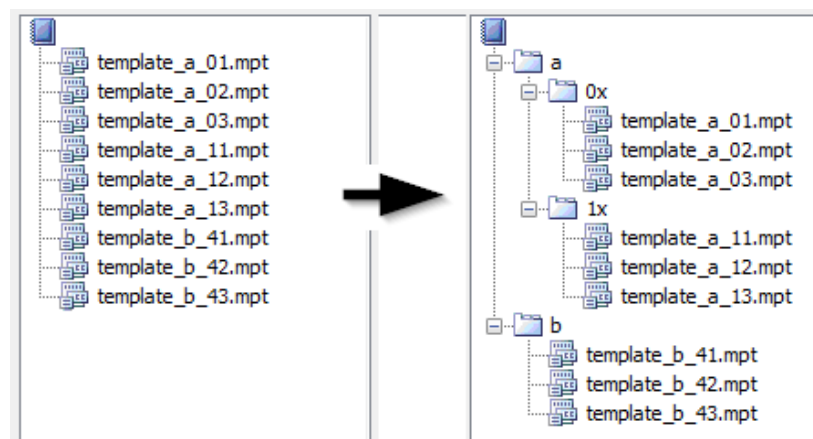 template_a_01.mpt
template_a_02.mpt
template_a_03.mpt
template_a_11.mpt
template_a_12.mpt
template_a_13.mpt
template_b_41.mpt
template_b_42.mpt
template_b_43.mpt
a
0x
template_a_01.mpt
template_a_02.mpt
template_a_03.mpt
1x
template_a_11.mpt
template_a_12.mpt
template_a_13.mpt
b
template_b_41.mpt
template_b_42.mpt
template_b_43.mpt